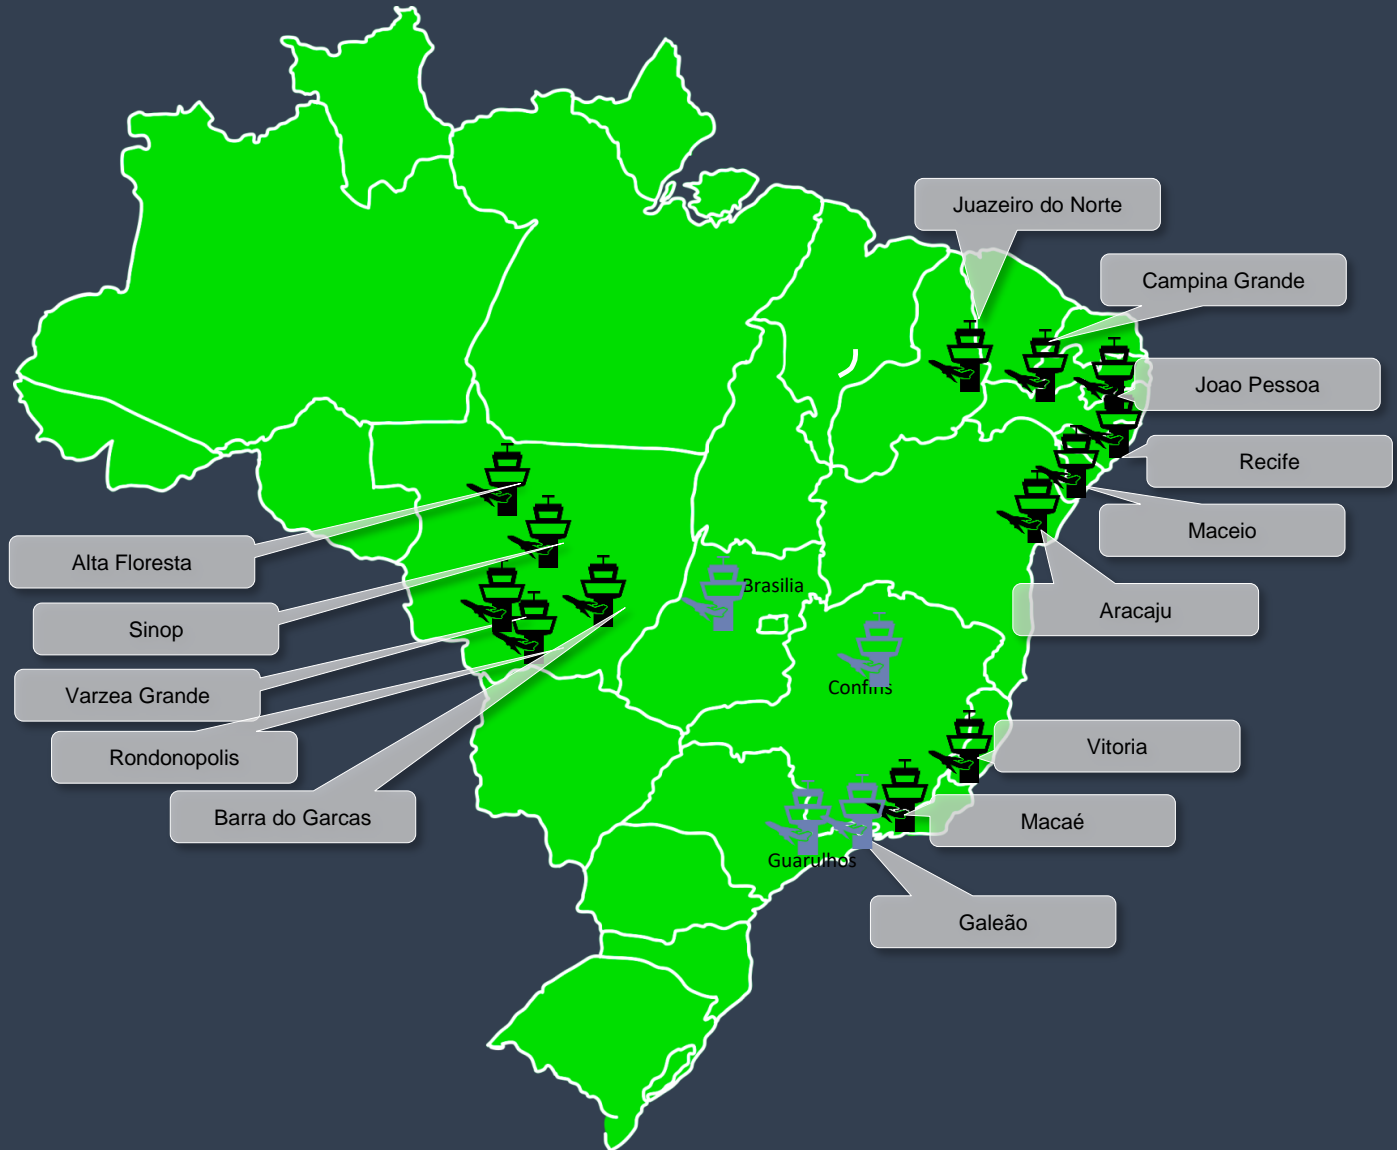 Juazeiro do Norte
Campina Grande
Joao Pessoa
Recife
Maceio
Alta Floresta
Brasilia
Aracaju
Sinop
Confins
Varzea Grande
Vitoria
Rondonopolis
Barra do Garcas
Macaé
Guarulhos
Galeão